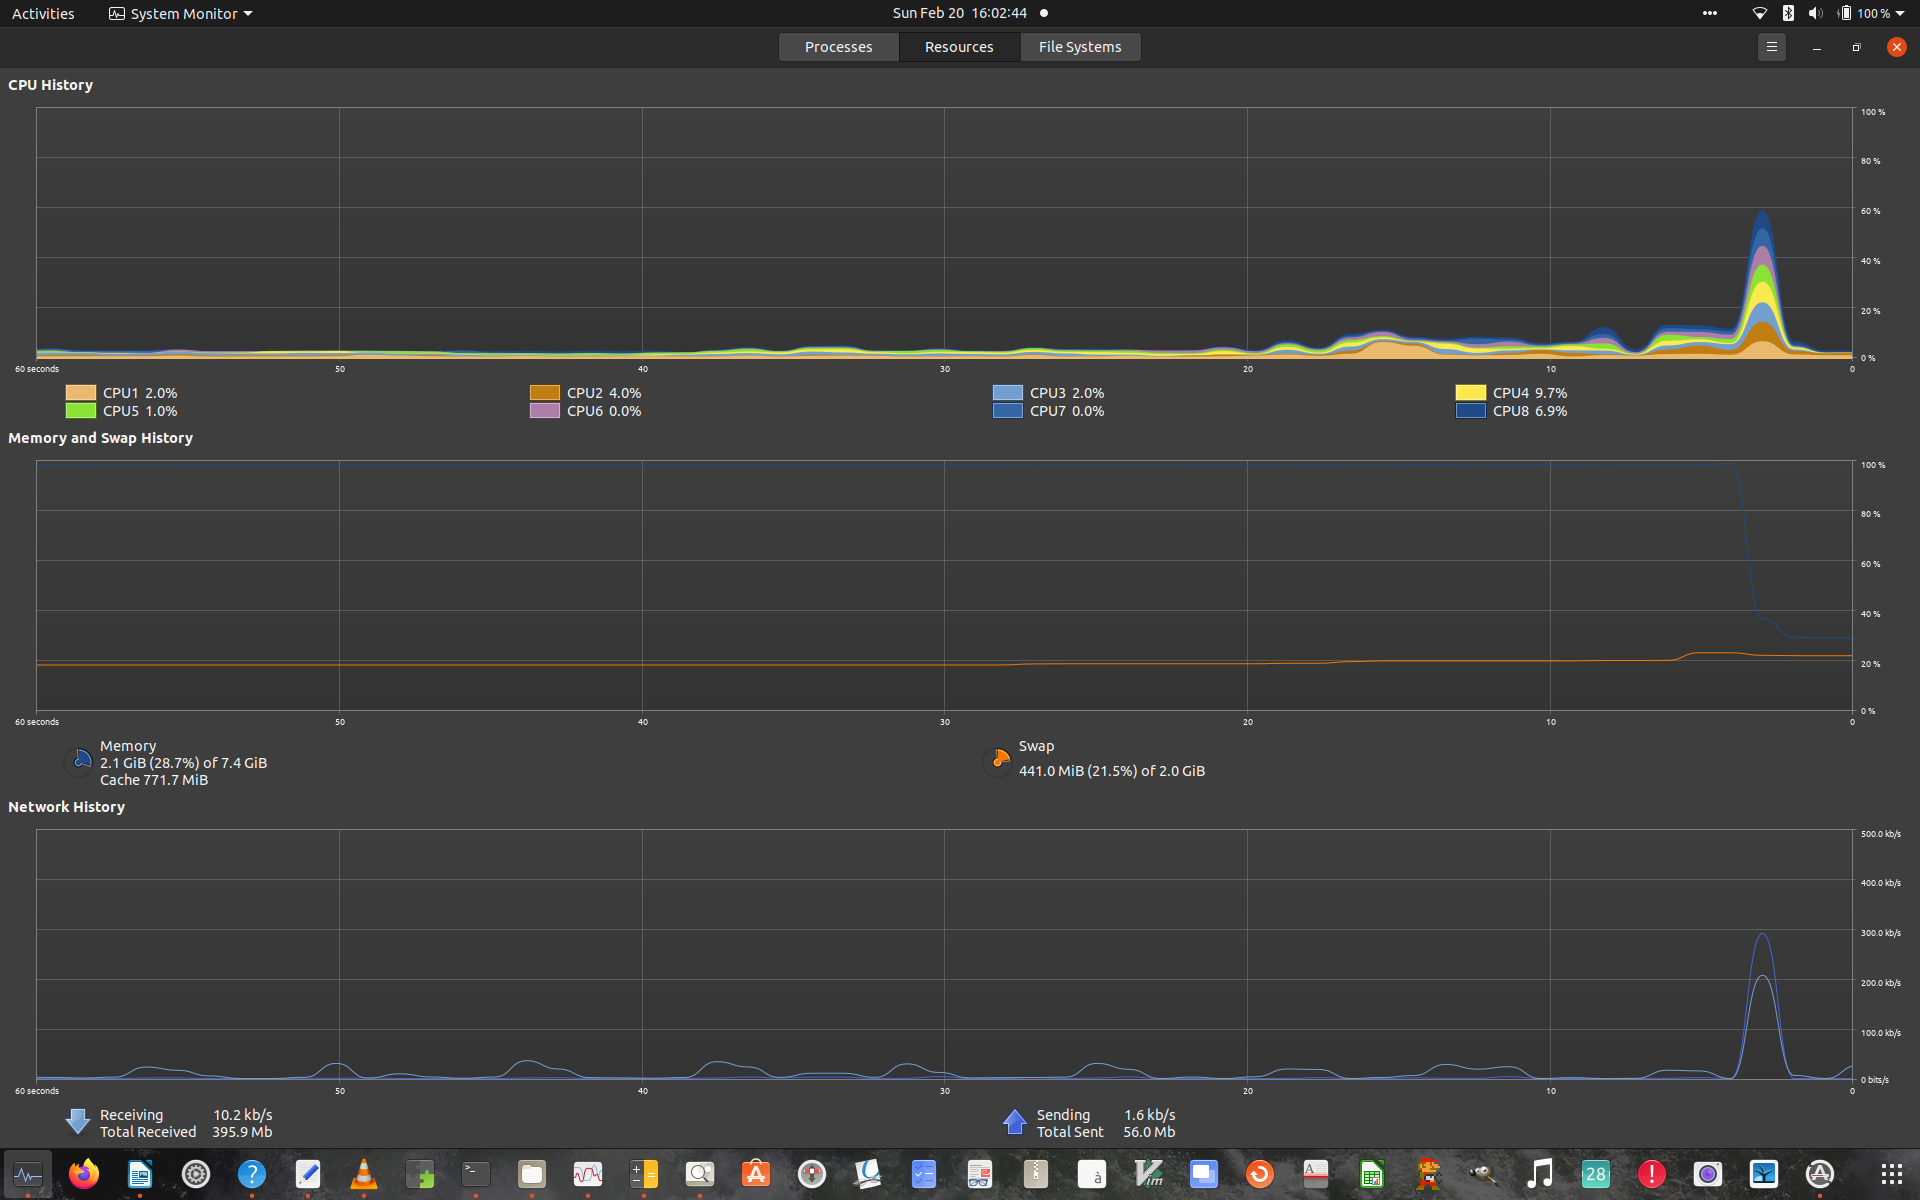 Activities System Monitor Sun Feb 20 16:02:44 100 %
Processes Resources File Systems
CPU History
100 %
80 %
60 %
40 %
20 %
0 %
60 seconds 50 40 30 20 10 0
CPU1 2.0% CPU2 4.0% CPU3 2.0% CPU4 9.7%
CPU5 1.0% CPU6 0.0% CPU7 0.0% CPU8 6.9%
Memory and Swap History
100 %
80 %
60 %
40 %
20 %
0 %
60 seconds 50 40 30 20 10 0
Memory Swap
2.1 GiB (28.7%) of 7.4 GiB 441.0 MiB (21.5%) of 2.0 GiB
Cache 771.7 MiB
Network History
500.0 kb/s
400.0 kb/s
300.0 kb/s
200.0 kb/s
100.0 kb/s
0 bits/s
60 seconds 50 40 30 20 10 0
Receiving 10.2 kb/s Sending 1.6 kb/s
Total Received 395.9 Mb Total Sent 56.0 Mb
? >_ A à Vim A 28 ! A